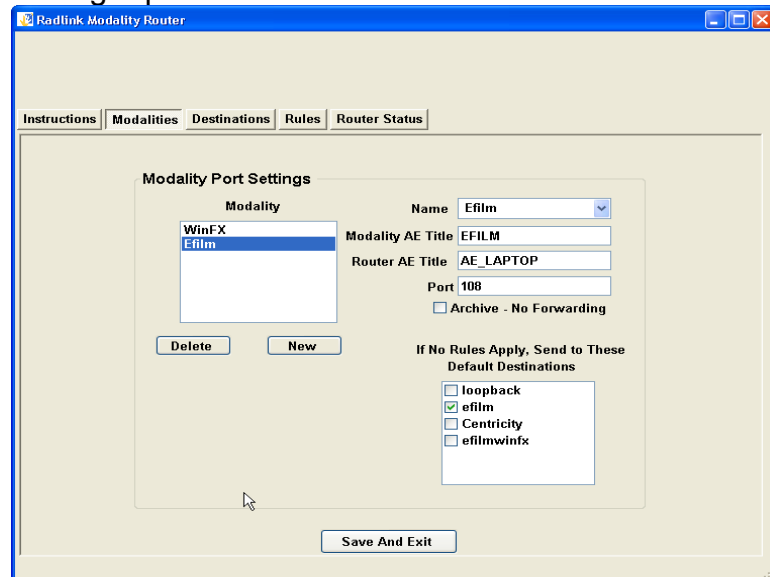 Radlink Modality Router
Instructions Modalities Destinations Rules Router Status
Modality Port Settings
Modality
WinFX
Efilm
Delete New
Name Efilm
Modality AE Title EFILM
Router AE Title AE_LAPTOP
Port 108
Archive - No Forwarding
If No Rules Apply, Send to These
Default Destinations
loopback
efilm
Centricity
efilmwinfx
Save And Exit